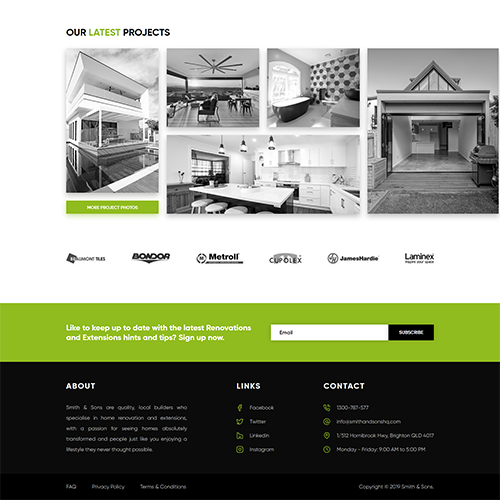 OUR LATEST PROJECTS
MORE PROJECT PHOTOS
BEAUMONT TILES
BONDOR
Metroll
CUPOLEX
JamesHardie
Laminex
inspire your space
Like to keep up to date with the latest Renovations
and Extensions hints and tips? Sign up now.
Email
SUBSCRIBE
ABOUT
Smith & Sons are quality, local builders who
specialise in home renovation and extensions,
with a passion for seeing homes absolutely
transformed and people just like you enjoying a
lifestyle they never thought possible.
LINKS
Facebook
Twitter
Linkedin
Instagram
CONTACT
1300-787-577
info@smithandsonshq.com
1/512 Hornibrook Hwy, Brighton QLD 4017
Monday - Friday: 9:00 AM to 5:00 PM
FAQ
Privacy Policy
Terms & Conditions
Copyright © 2019 Smith & Sons.